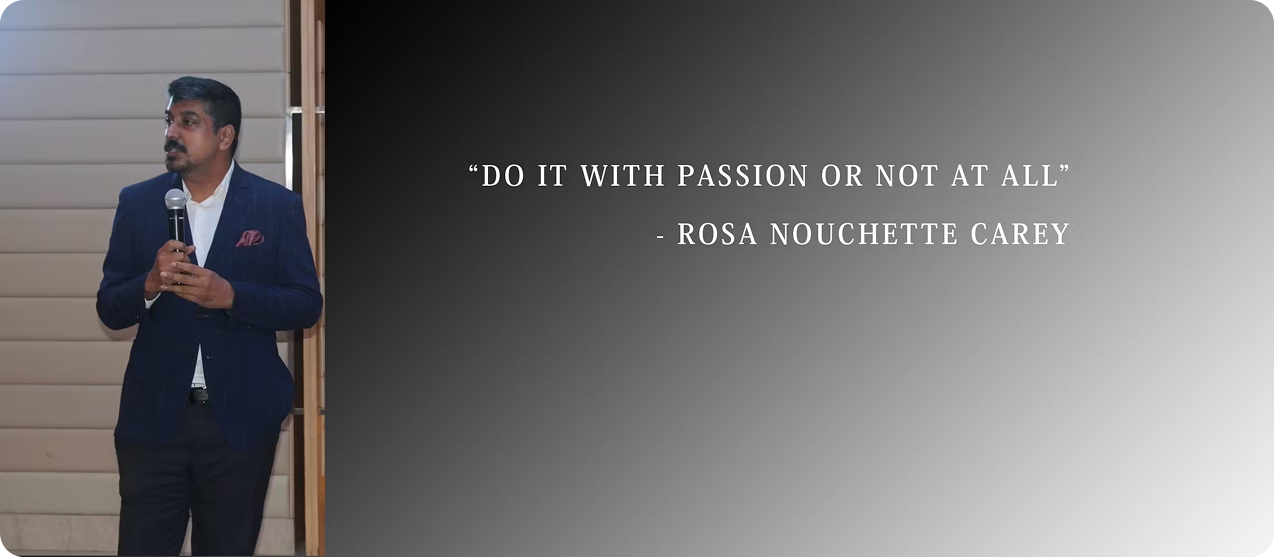 “DO IT WITH PASSION OR NOT AT ALL”
- ROSA NOUCHETTE CAREY